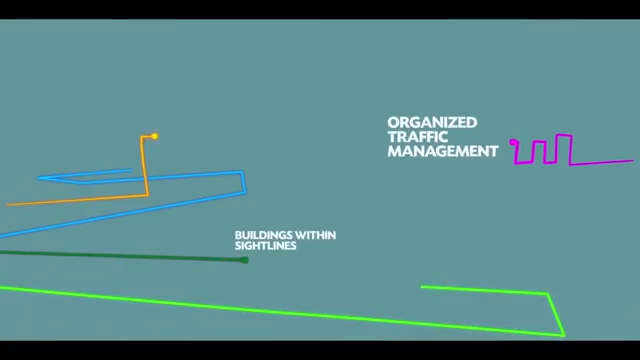 ORGANIZED
TRAFFIC
MANAGEMENT
BUILDINGS WITHIN
SIGHTLINES